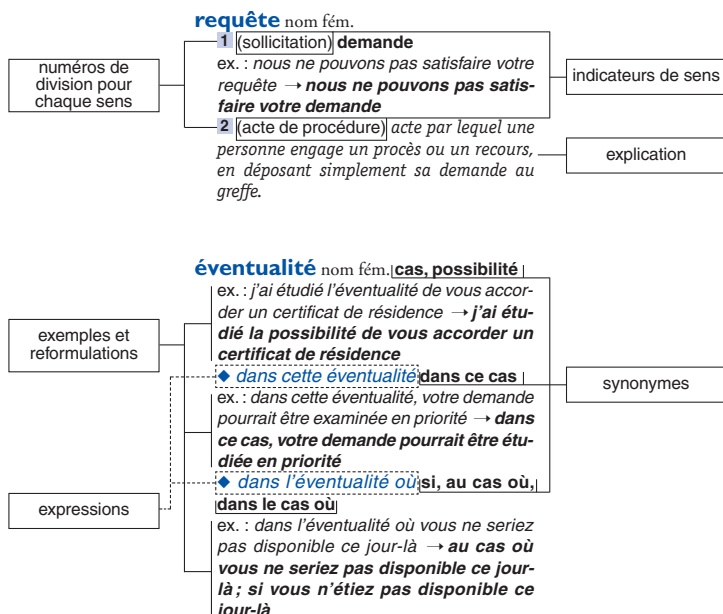 requête nom fém.
1 (sollicitation) demande
ex. : nous ne pouvons pas satisfaire votre
requête → nous ne pouvons pas satis-
faire votre demande
2 (acte de procédure) acte par lequel une
personne engage un procès ou un recours,
en déposant simplement sa demande au
greffe.
numéros de
division pour
chaque sens
indicateurs de sens
explication
éventualité nom fém. cas, possibilité
ex. : j'ai étudié l'éventualité de vous accor-
der un certificat de résidence → j'ai étu-
dié la possibilité de vous accorder un
certificat de résidence
◆ dans cette éventualité dans ce cas
ex. : dans cette éventualité, votre demande
pourrait être examinée en priorité → dans
ce cas, votre demande pourrait être étu-
diée en priorité
◆ dans l'éventualité où si, au cas où,
dans le cas où
ex. : dans l'éventualité où vous ne seriez
pas disponible ce jour-là → au cas où
vous ne seriez pas disponible ce jour-
là ; si vous n'étiez pas disponible ce
jour-là
exemples et
reformulations
synonymes
expressions